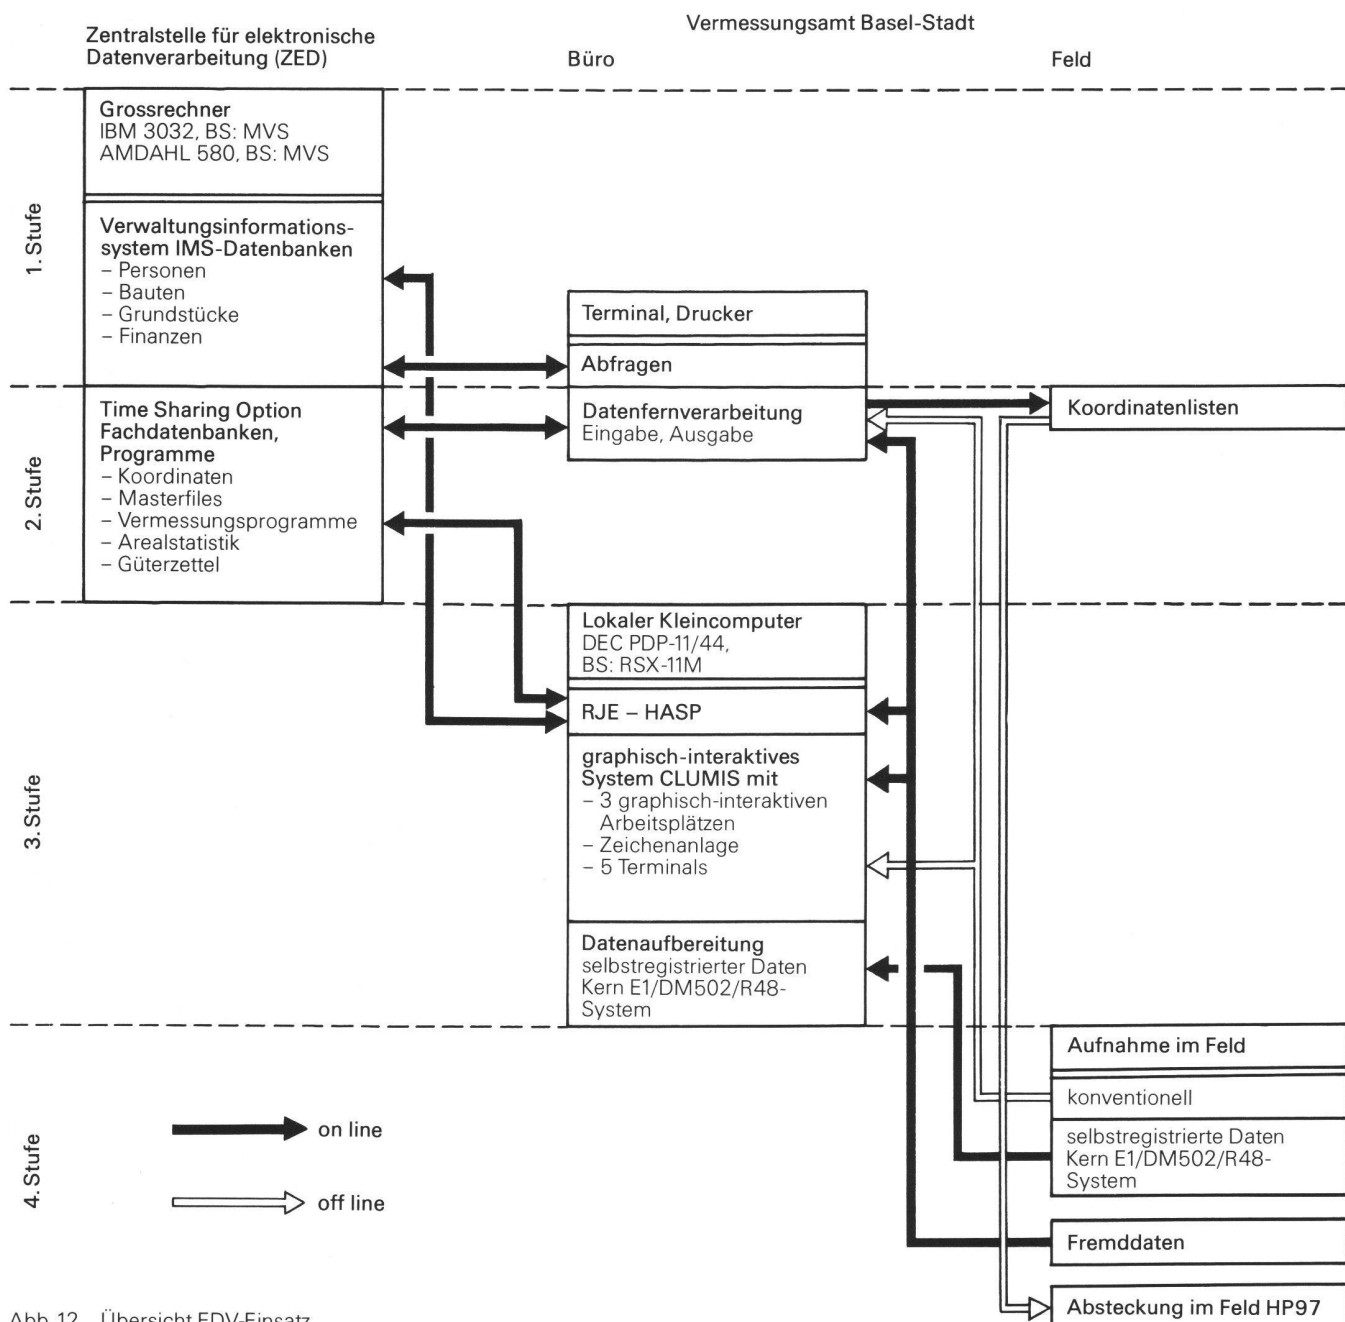 Vermessungsamt Basel-Stadt
Zentralstelle für elektronische
Datenverarbeitung (ZED)
Büro
Feld
1. Stufe
Grossrechner
IBM 3032, BS: MVS
AMDAHL 580, BS: MVS
Verwaltungsinformations-
system IMS-Datenbanken
– Personen
– Bauten
– Grundstücke
– Finanzen
Terminal, Drucker
Abfragen
2. Stufe
Time Sharing Option
Fachdatenbanken,
Programme
– Koordinaten
– Masterfiles
– Vermessungsprogramme
– Arealstatistik
– Güterzettel
Datenfernverarbeitung
Eingabe, Ausgabe
Koordinatenlisten
3. Stufe
Lokaler Kleincomputer
DEC PDP-11/44,
BS: RSX-11M
RJE – HASP
graphisch-interaktives
System CLUMIS mit
– 3 graphisch-interaktiven
Arbeitsplätzen
– Zeichenanlage
– 5 Terminals
Datenaufbereitung
selbstregistrierter Daten
Kern E1/DM502/R48-
System
4. Stufe
on line
off line
Aufnahme im Feld
konventionell
selbstregistrierte Daten
Kern E1/DM502/R48-
System
Fremddaten
Absteckung im Feld HP97
Abb. 12 Übersicht EDV-Einsatz